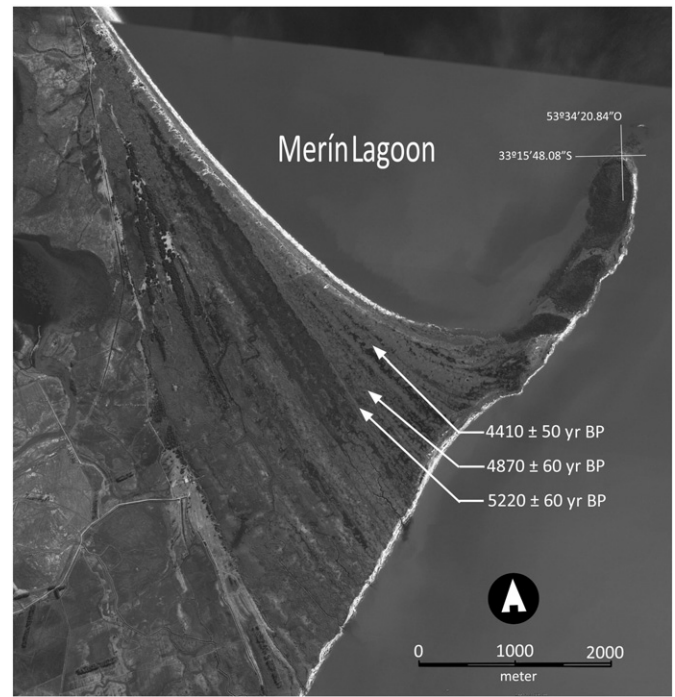 53º34'20.84"O
Merín Lagoon
33º15'48.08"S
4410 ± 50 yr BP
4870 ± 60 yr BP
5220 ± 60 yr BP
0 1000 2000
meter